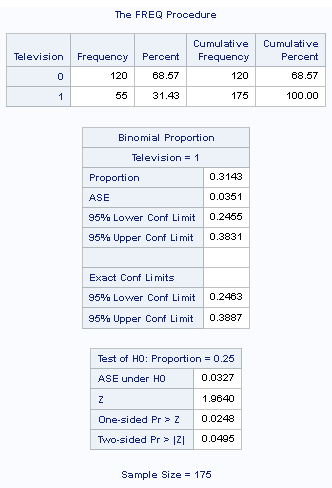 The FREQ Procedure
Cumulative Cumulative
Television Frequency Percent Frequency Percent
0 120 68.57 120 68.57
1 55 31.43 175 100.00
Binomial Proportion
Television = 1
Proportion 0.3143
ASE 0.0351
95% Lower Conf Limit 0.2455
95% Upper Conf Limit 0.3831
Exact Conf Limits
95% Lower Conf Limit 0.2463
95% Upper Conf Limit 0.3887
Test of H0: Proportion = 0.25
ASE under H0 0.0327
Z 1.9640
One-sided Pr > Z 0.0248
Two-sided Pr > |Z| 0.0495
Sample Size = 175